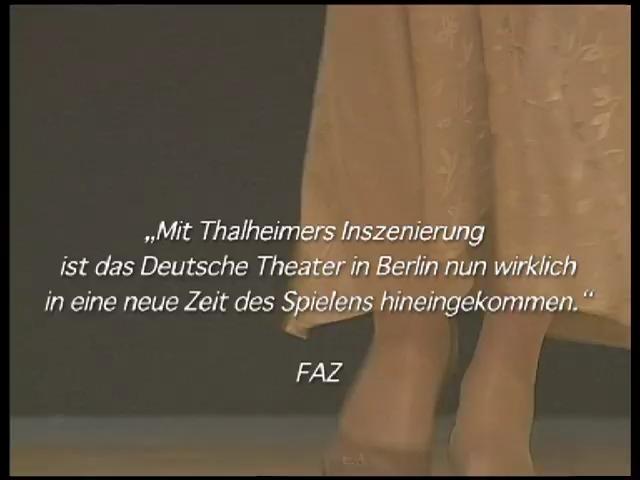 „Mit Thalheimers Inszenierung
ist das Deutsche Theater in Berlin nun wirklich
in eine neue Zeit des Spielens hineingekommen.“
FAZ